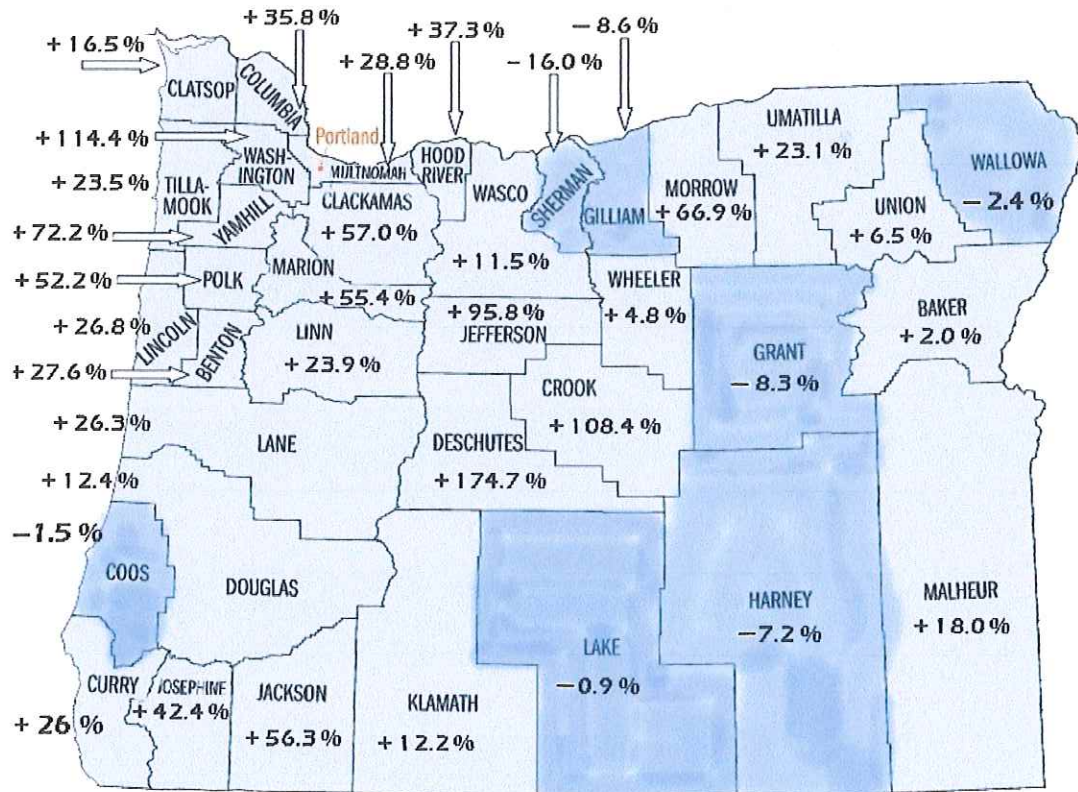 + 35.8 %
+ 37.3 %
− 8.6 %
+ 16.5 %
+ 28.8 %
− 16.0 %
CLATSOP
COLUMBIA
UMATILLA
+ 23.1 %
+ 114.4 %
Portland
WASH-
INGTON
MULTNOMAH
HOOD
RIVER
WASCO
SHERMAN
GILLIAM
MORROW
+ 66.9 %
WALLOWA
− 2.4 %
+ 23.5 %
TILLA-
MOOK
YAMHILL
CLACKAMAS
+ 57.0 %
UNION
+ 6.5 %
+ 72.2 %
+ 11.5 %
MARION
+ 55.4 %
WHEELER
+ 4.8 %
+ 52.2 %
POLK
+ 95.8 %
JEFFERSON
BAKER
+ 2.0 %
+ 26.8 %
LINCOLN
BENTON
LINN
+ 23.9 %
GRANT
− 8.3 %
+ 27.6 %
CROOK
+ 108.4 %
+ 26.3 %
LANE
DESCHUTES
+ 174.7 %
+ 12.4 %
−1.5 %
COOS
DOUGLAS
HARNEY
−7.2 %
MALHEUR
+ 18.0 %
LAKE
−0.9 %
CURRY
+ 26 %
JOSEPHINE
+ 42.4 %
JACKSON
+ 56.3 %
KLAMATH
+ 12.2 %